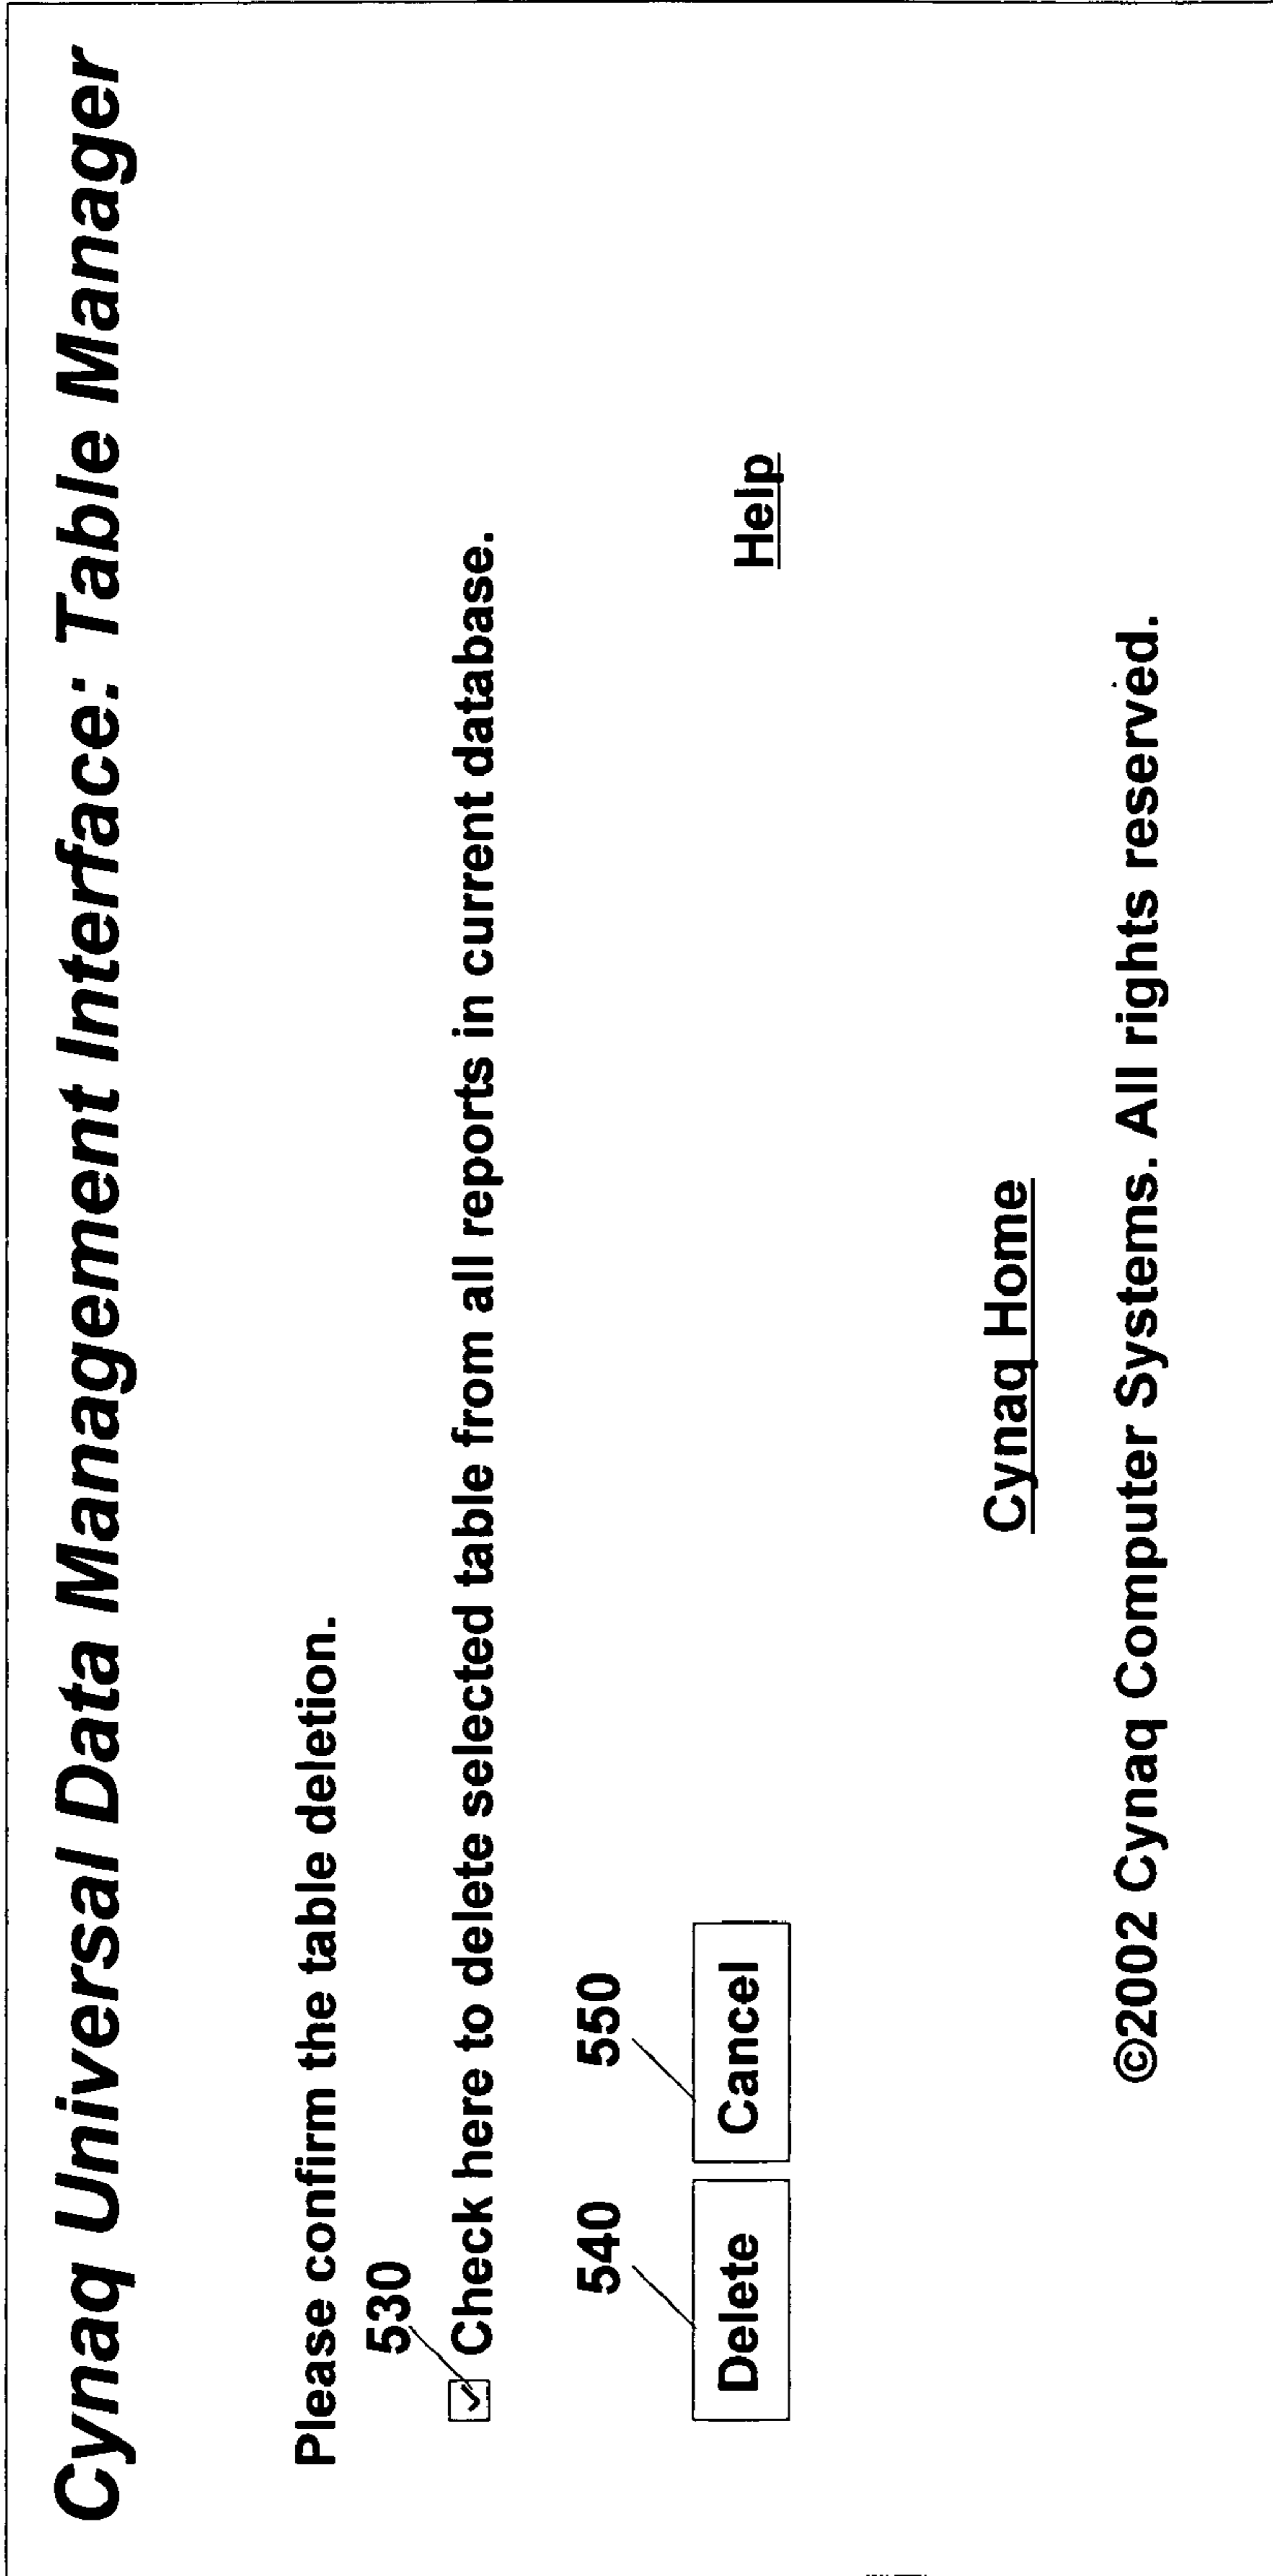 Cynaq Universal Data Management Interface: Table Manager
Please confirm the table deletion.
530
Check here to delete selected table from all reports in current database.
540 550
Delete Cancel Help
Cynaq Home
©2002 Cynaq Computer Systems. All rights reserved.